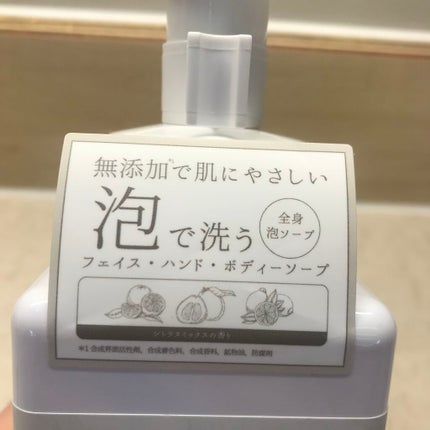 無添加*1で肌にやさしい
泡で洗う
全身
泡ソープ
フェイス・ハンド・ボディーソープ
シトラスミックスの香り
※1 合成界面活性剤、合成着色料、合成香料、鉱物油、防腐剤